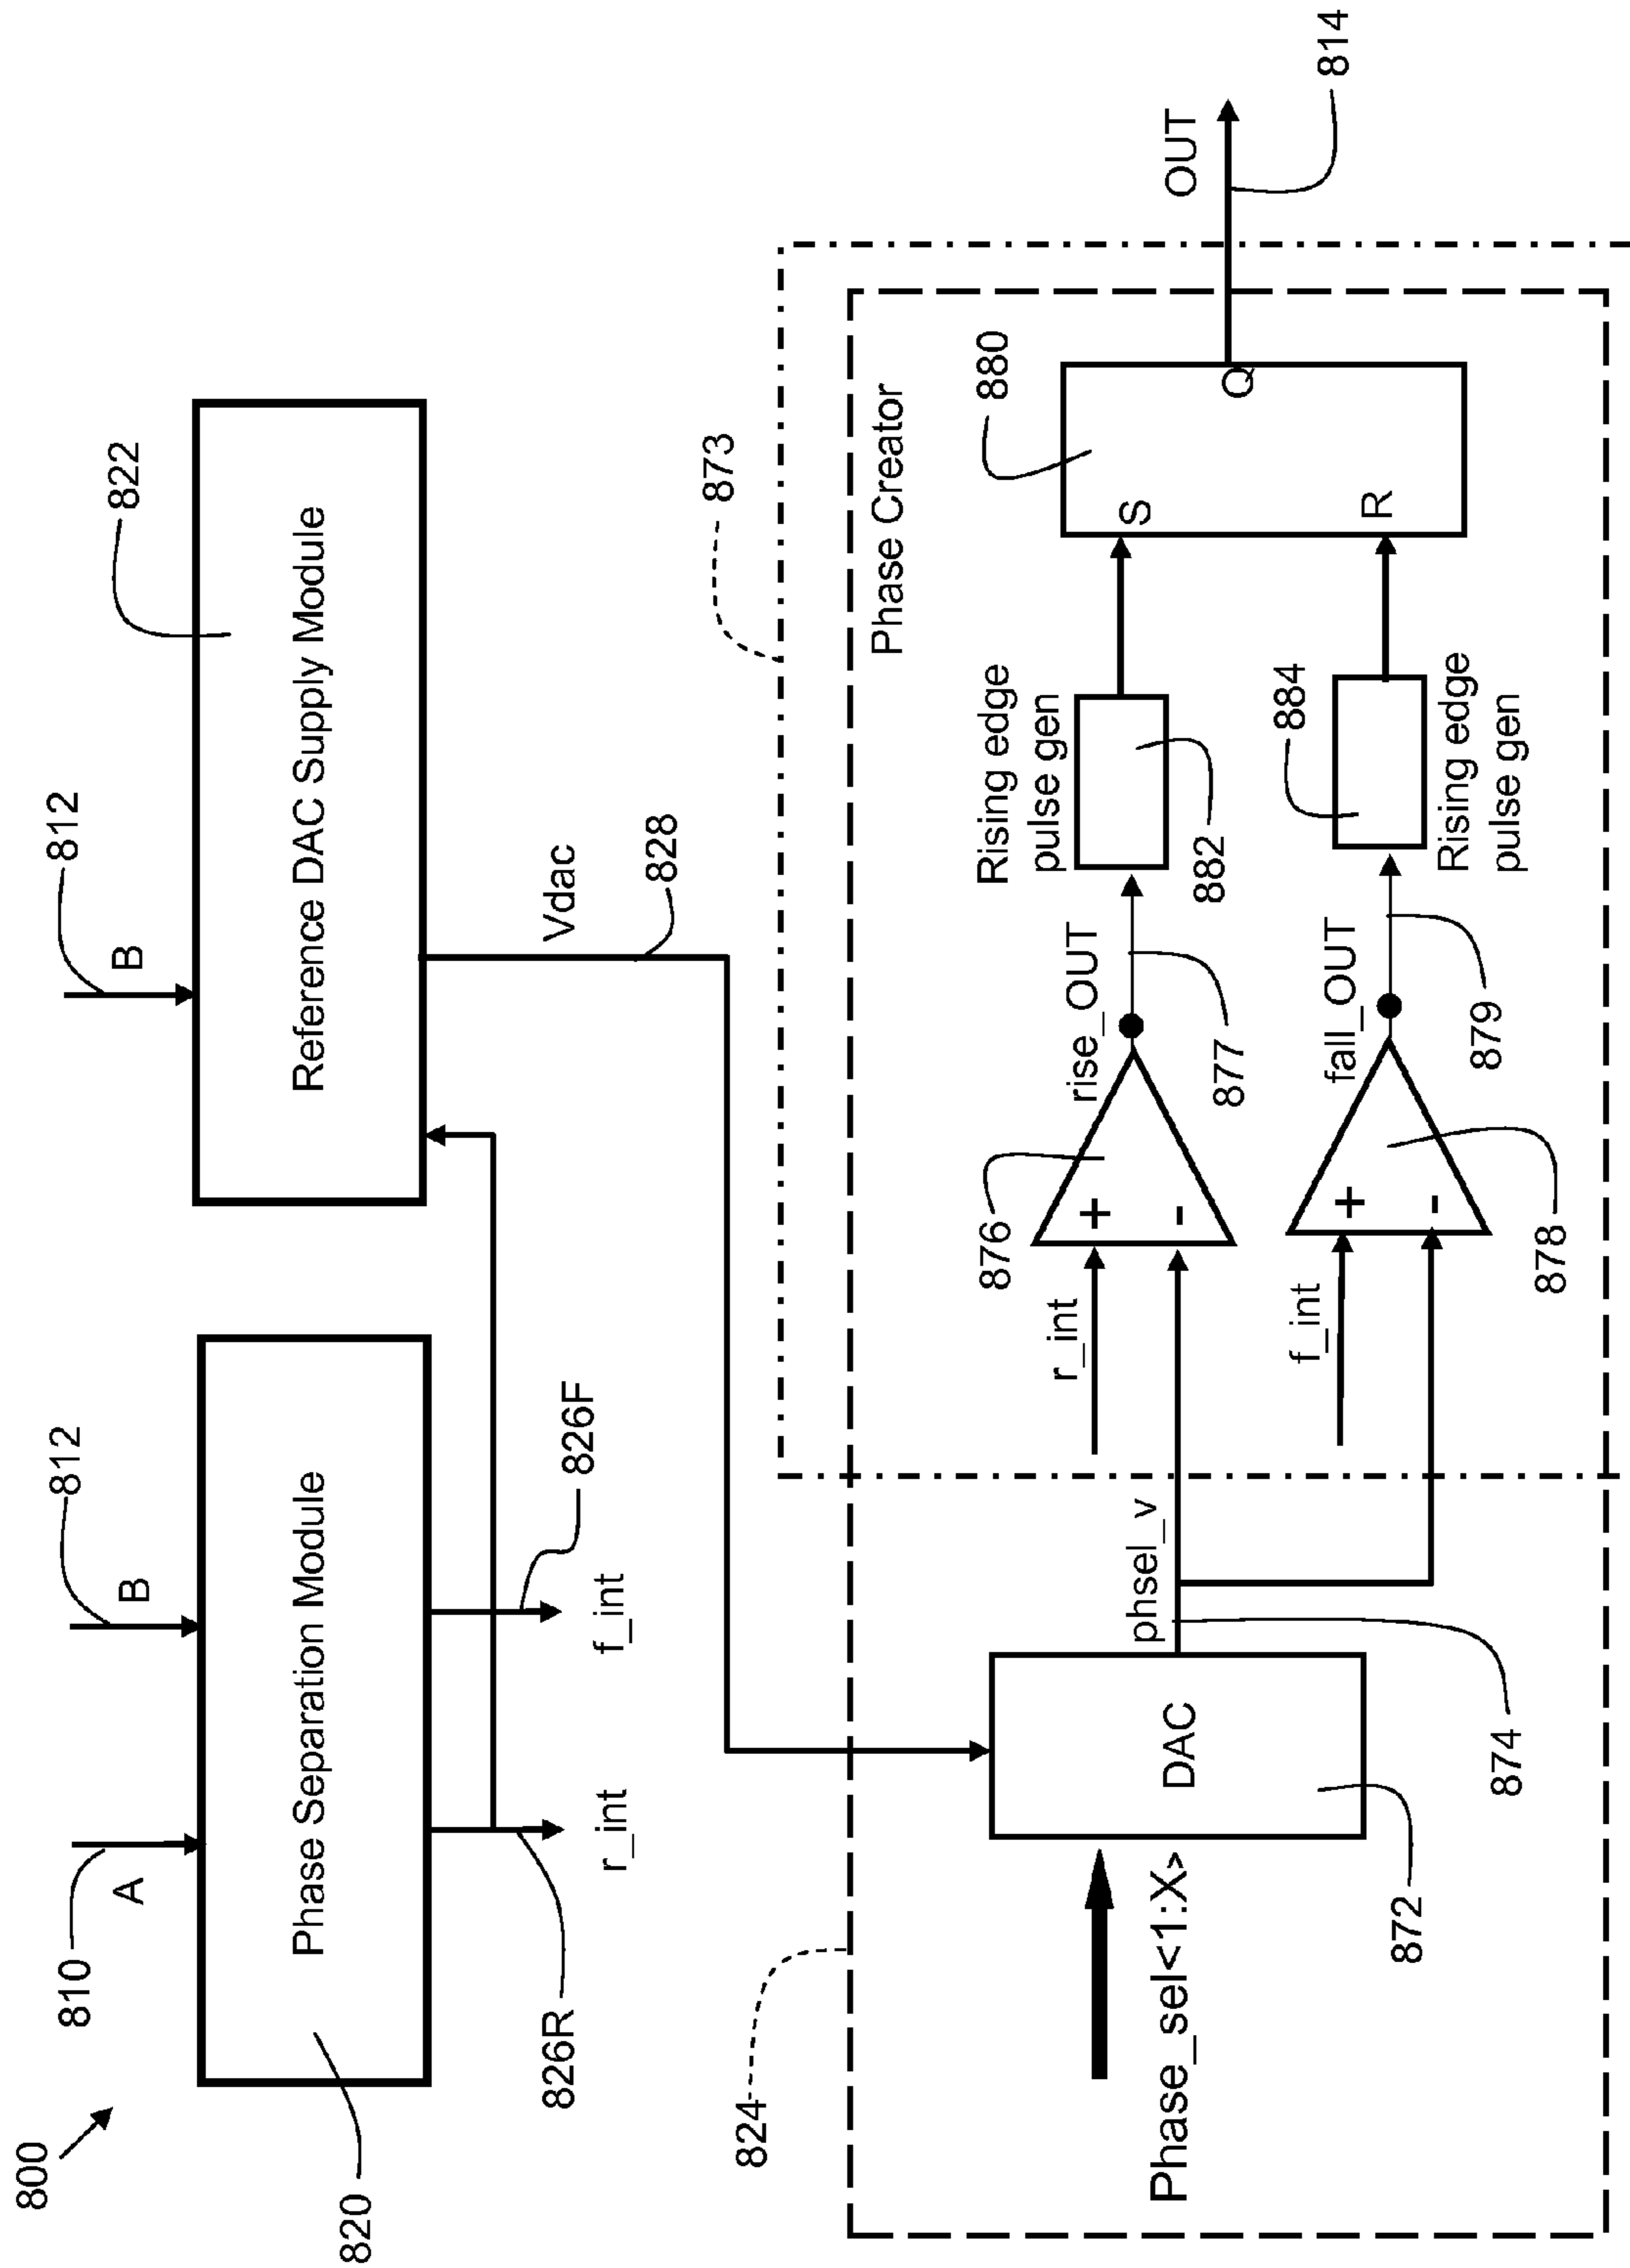 800
810
A
812
B
820
Phase Separation Module
826R
r_int
826F
f_int
812
B
822
Reference DAC Supply Module
Vdac
828
873
824
Phase Creator
Phase_sel<1:X>
DAC
872
phsel_v
874
r_int
876
+
-
rise_OUT
877
Rising edge
pulse gen
882
S
880
Q
OUT
814
f_int
+
-
878
fall_OUT
879
884
Rising edge
pulse gen
R